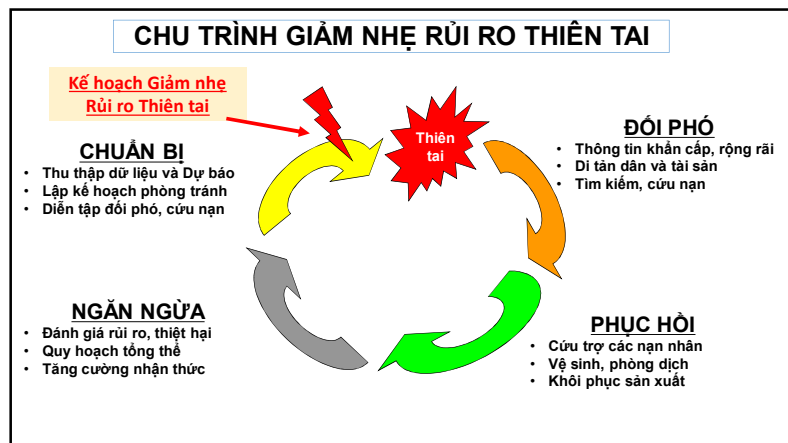 CHU TRÌNH GIẢM NHẸ RỦI RO THIÊN TAI
Kế hoạch Giảm nhẹ
Rủi ro Thiên tai
Thiên
tai
CHUẨN BỊ
• Thu thập dữ liệu và Dự báo
• Lập kế hoạch phòng tránh
• Diễn tập đối phó, cứu nạn
ĐỐI PHÓ
• Thông tin khẩn cấp, rộng rãi
• Di tản dân và tài sản
• Tìm kiếm, cứu nạn
NGĂN NGỪA
• Đánh giá rủi ro, thiệt hại
• Quy hoạch tổng thể
• Tăng cường nhận thức
PHỤC HỒI
• Cứu trợ các nạn nhân
• Vệ sinh, phòng dịch
• Khôi phục sản xuất